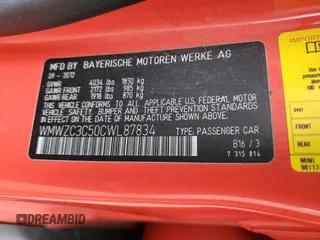 MFD BY BAYERISCHE MOTOREN WERKE AG
09 - 2012
GVWR 4034 lbs 1830 kg
GAWR FRONT 2172 lbs 985 kg
GAWR REAR 1918 lbs 870 kg
THIS VEHICLE CONFORMS TO ALL APPLICABLE
FEDERAL MOTOR VEHICLE SAFETY, BUMPER, AND
THEFT PREVENTION STANDARDS IN EFFECT ON
THE DATE OF MANUFACTURE SHOWN ABOVE.
WMWZC3C50CWL87834 TYPE: PASSENGER CAR
B16 / 3
7 315 814
DREAMBID